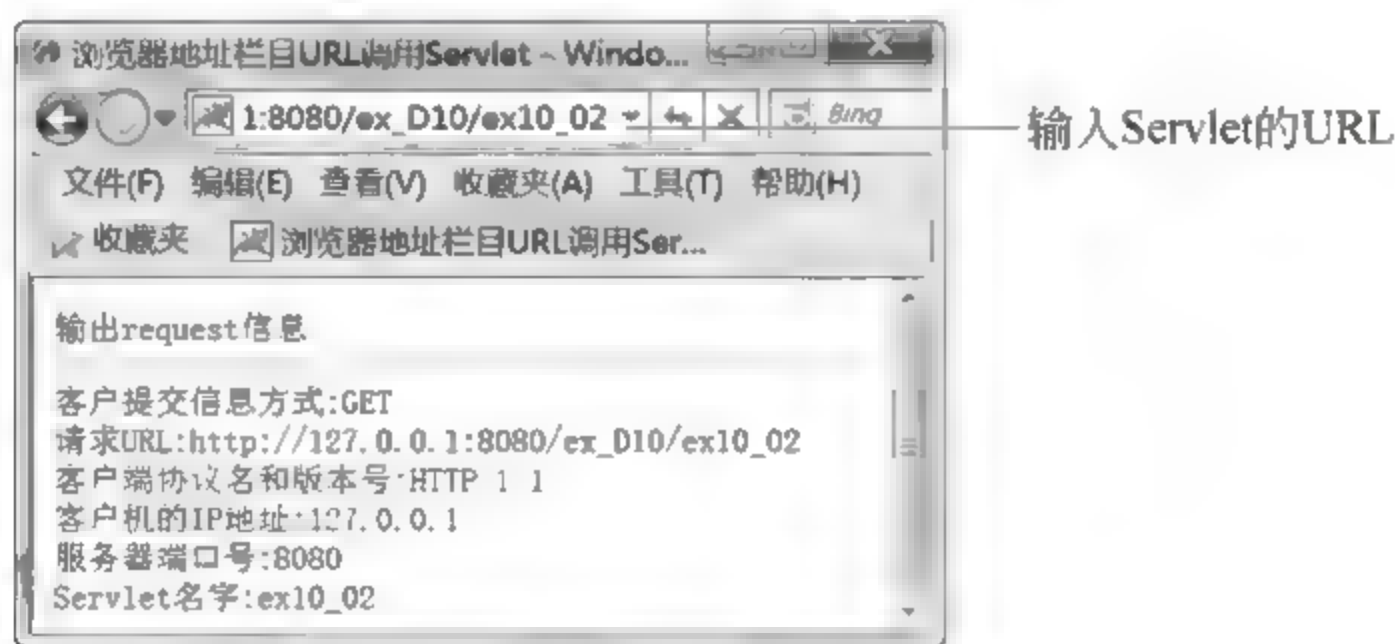 浏览器地址栏目URL调用Servlet - Windo...
1:8080/ex_D10/ex10_02
Bing
输入Servlet的URL
文件(F) 编辑(E) 查看(V) 收藏夹(A) 工具(T) 帮助(H)
收藏夹 浏览器地址栏目URL调用Ser...
输出request信息
客户提交信息方式:GET
请求URL:http://127.0.0.1:8080/ex_D10/ex10_02
客户端协议名和版本号:HTTP 1 1
客户机的IP地址:127.0.0.1
服务器端口号:8080
Servlet名字:ex10_02